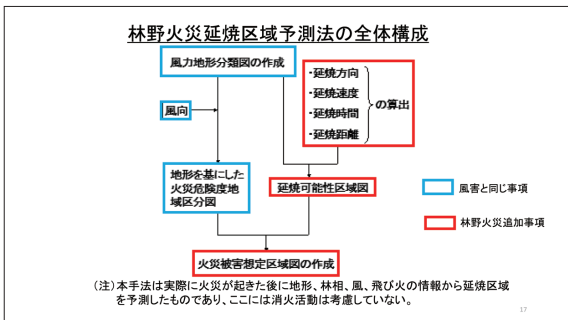 林野火災延焼区域予測法の全体構成
風力地形分類図の作成
・延焼方向
・延焼速度
・延焼時間
・延焼距離
の算出
風向
地形を基にした
火災危険度地
域区分図
延焼可能性区域図
風害と同じ事項
林野火災追加事項
火災被害想定区域図の作成
(注)本手法は実際に火災が起きた後に地形、林相、風、飛び火の情報から延焼区域
を予測したものであり、ここには消火活動は考慮していない。
17